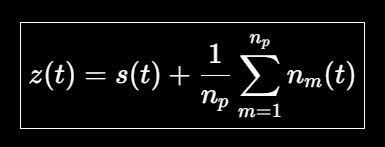 z(t) = s(t) + \frac{1}{n_p} \sum_{m=1}^{n_p} n_m(t)